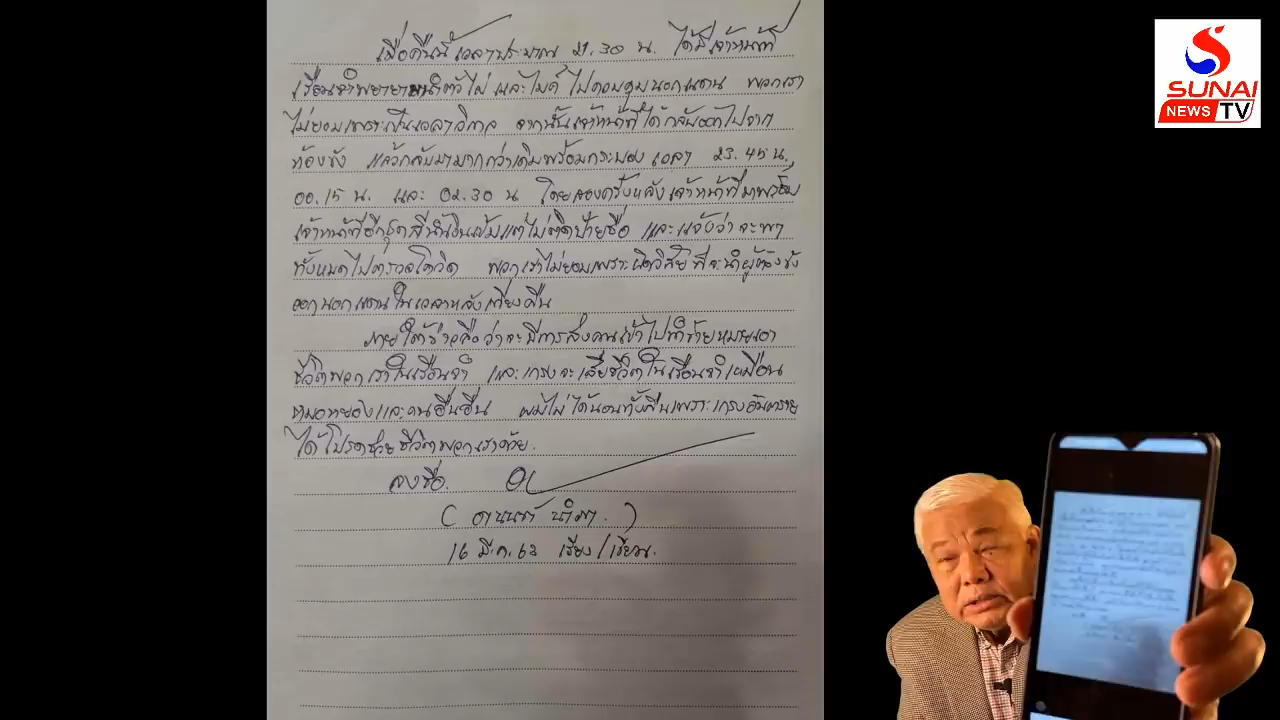 เมื่อคืนนี้ เวลาประมาณ 21.30 น. ได้มีเจ้าหน้าที่
เรือนจำพยายามนำตัวไผ่ และไมค์ ไปควบคุมนอกแดน พวกเรา
ไม่ยอมเพราะเป็นเวลาวิกาล จากนั้นเจ้าหน้าที่ได้กลับออกไปจาก
ห้องขัง แล้วกลับมามากกว่าเดิมพร้อมกระบอง เวลา 23.45 น.,
00.15 น. และ 02.30 น โดยสองครั้งหลังเจ้าหน้าที่มาพร้อม
เจ้าหน้าที่อีกชุดสีน้ำเงินเข้มแต่ไม่ติดป้ายชื่อ และแจ้งว่าจะพา
ทั้งหมดไปตรวจโควิด พวกเราไม่ยอมเพราะผิดวิสัยที่จะนำผู้ต้องขัง
ออกนอกแดนในเวลาหลังเที่ยงคืน
ภายใต้ข่าวลือว่าจะมีการส่งคนเข้าไปทำร้ายหมายเอา
ชีวิตพวกเราในเรือนจำ และเกรงจะเสียชีวิตในเรือนจำเหมือน
หมอหยองและคนอื่นอื่น ผมไม่ได้นอนทั้งคืนเพราะเกรงอันตราย
ได้โปรดช่วยชีวิตพวกเราด้วย.
ลงชื่อ.
( อานนท์ นำภา. )
16 มี.ค. 63 เขียน/เรียน.
SUNAI
NEWS TV